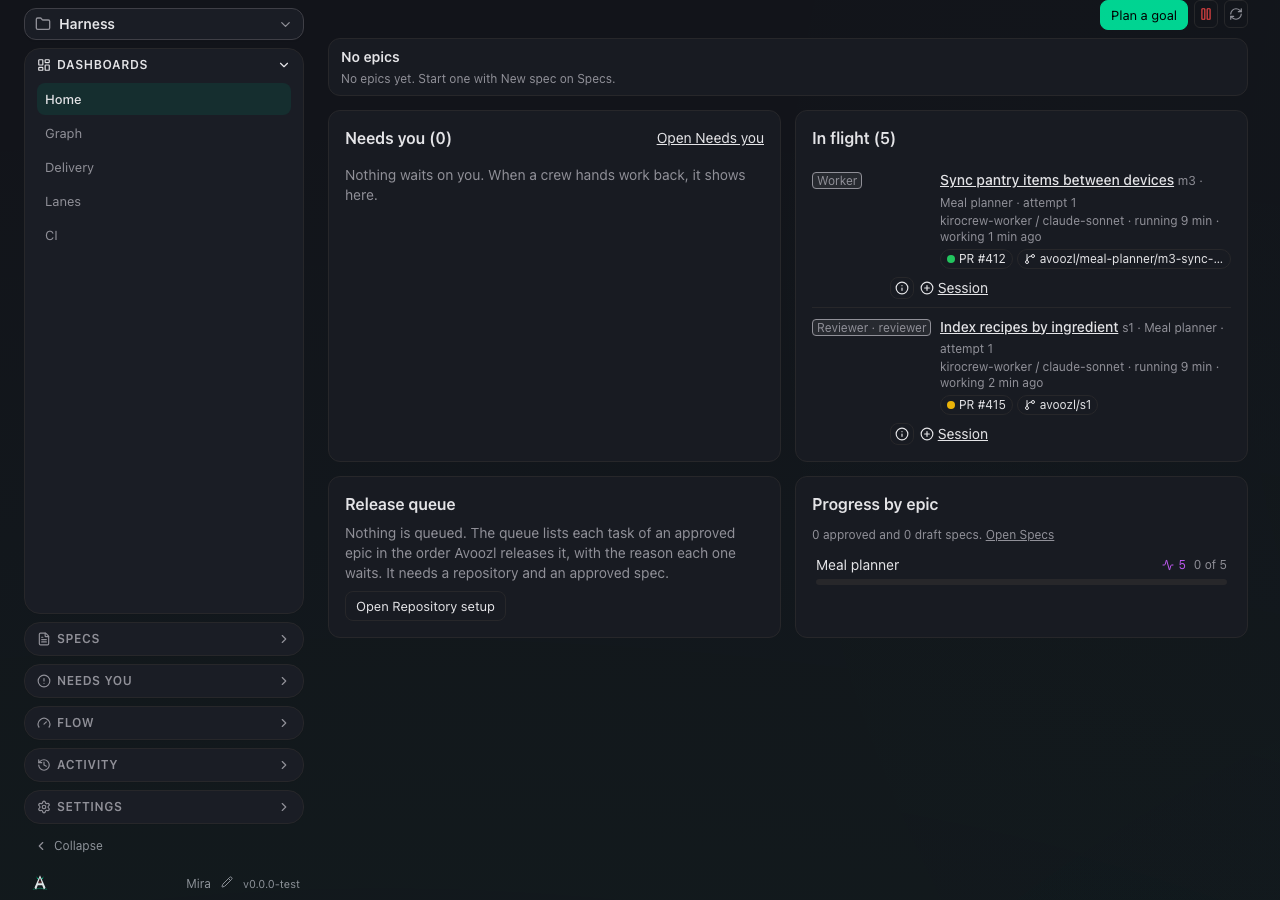 Harness
DASHBOARDS
Home
Graph
Delivery
Lanes
CI
SPECS
NEEDS YOU
FLOW
ACTIVITY
SETTINGS
Collapse
Mira v0.0.0-test
Plan a goal
No epics
No epics yet. Start one with New spec on Specs.
Needs you (0) Open Needs you
Nothing waits on you. When a crew hands work back, it shows
here.
In flight (5)
Worker Sync pantry items between devices m3 ·
Meal planner · attempt 1
kirocrew-worker / claude-sonnet · running 9 min ·
working 1 min ago
PR #412 avoozl/meal-planner/m3-sync-...
Session
Reviewer · reviewer Index recipes by ingredient s1 · Meal planner ·
attempt 1
kirocrew-worker / claude-sonnet · running 9 min ·
working 2 min ago
PR #415 avoozl/s1
Session
Release queue
Nothing is queued. The queue lists each task of an approved
epic in the order Avoozl releases it, with the reason each one
waits. It needs a repository and an approved spec.
Open Repository setup
Progress by epic
0 approved and 0 draft specs. Open Specs
Meal planner 5 0 of 5